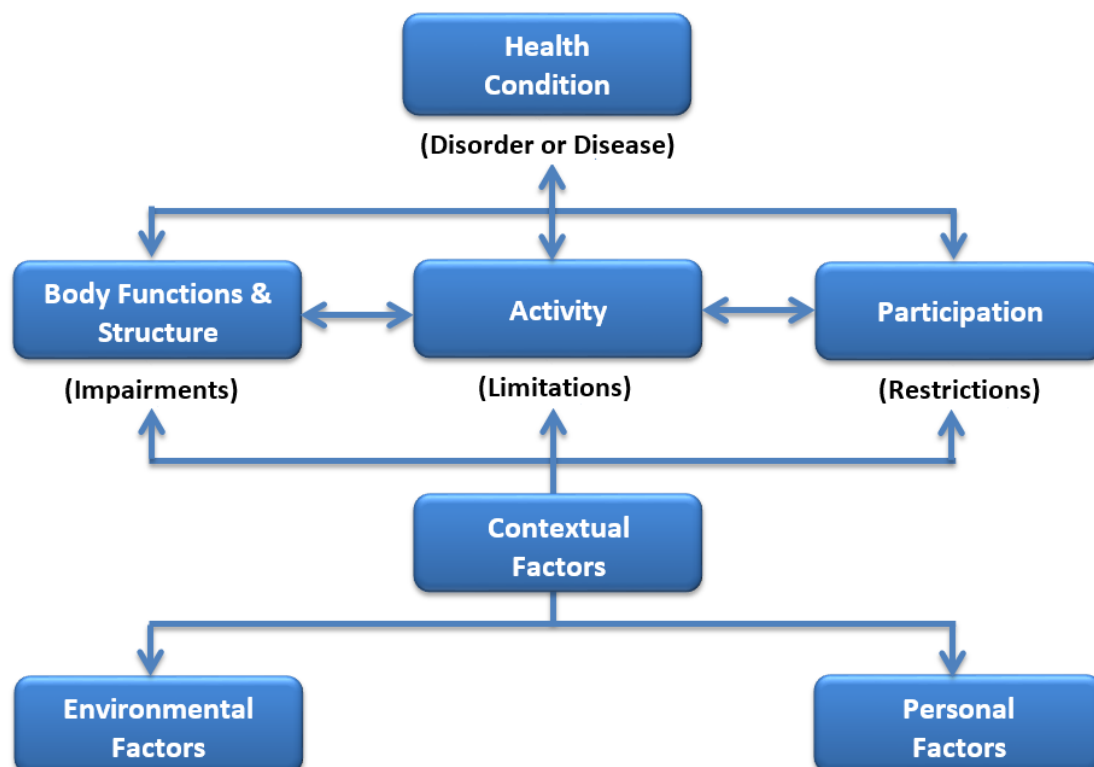 Health
Condition
(Disorder or Disease)
Body Functions &
Structure
Activity
Participation
(Impairments)
(Limitations)
(Restrictions)
Contextual
Factors
Environmental
Factors
Personal
Factors